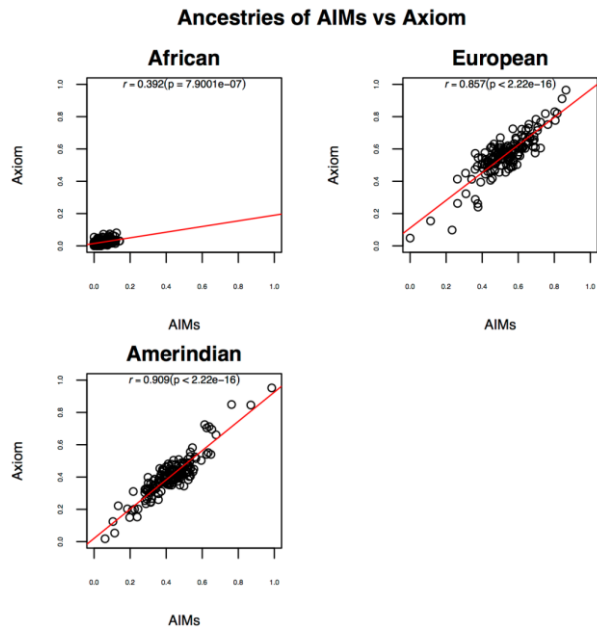 Ancestries of AIMs vs Axiom
African
r = 0.392(p = 7.9001e−07)
Axiom
1.0
0.8
0.6
0.4
0.2
0.0
0.0 0.2 0.4 0.6 0.8 1.0
AIMs
European
r = 0.857(p < 2.22e−16)
Axiom
1.0
0.8
0.6
0.4
0.2
0.0
0.0 0.2 0.4 0.6 0.8 1.0
AIMs
Amerindian
r = 0.909(p < 2.22e−16)
Axiom
1.0
0.8
0.6
0.4
0.2
0.0
0.0 0.2 0.4 0.6 0.8 1.0
AIMs